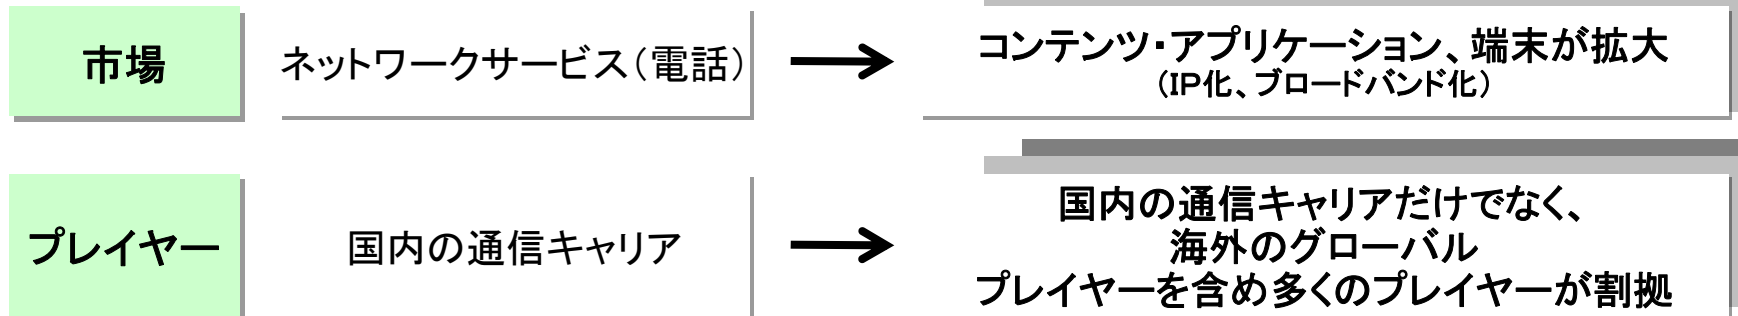 市場
ネットワークサービス（電話）
コンテンツ・アプリケーション、端末が拡大
（IP化、ブロードバンド化）
プレイヤー
国内の通信キャリア
国内の通信キャリアだけでなく、
海外のグローバル
プレイヤーを含め多くのプレイヤーが割拠